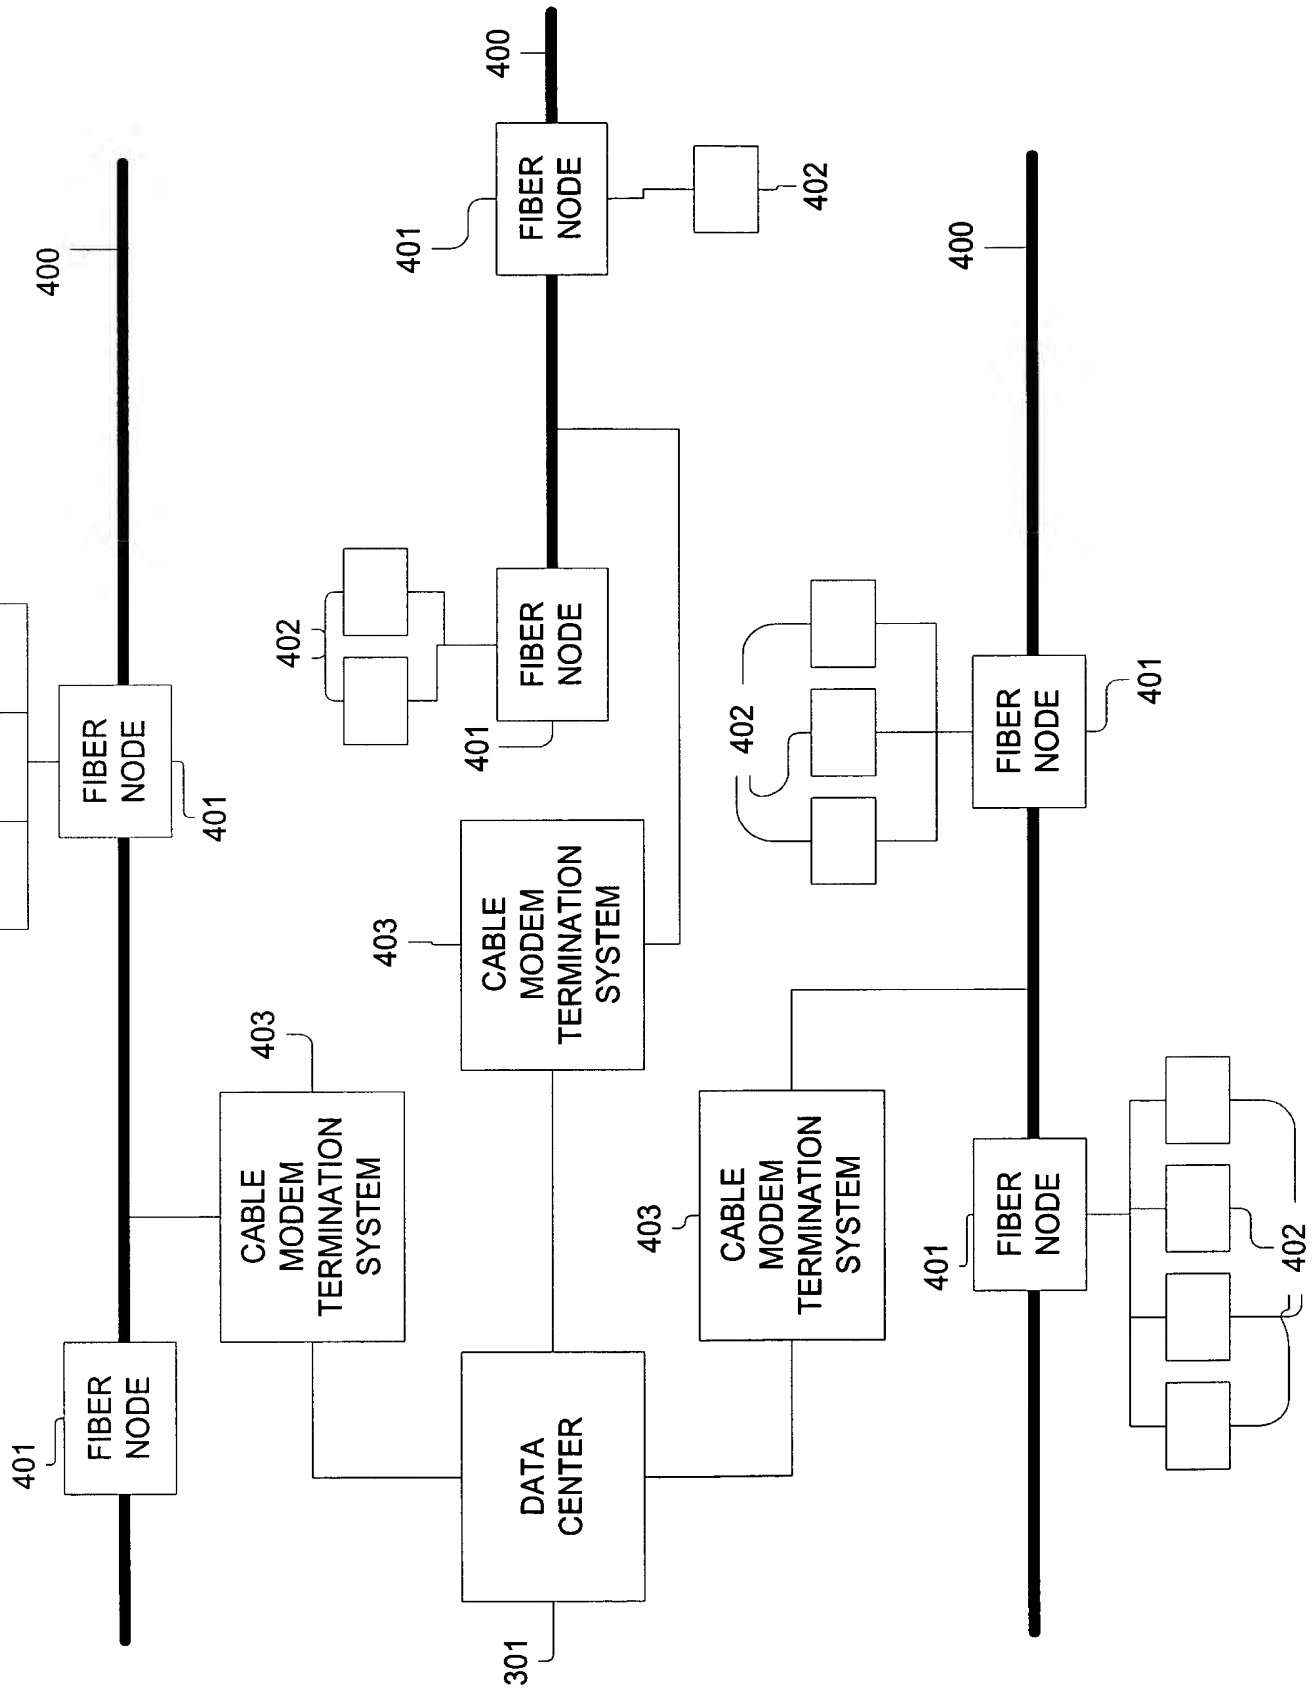 401
FIBER
NODE
401
FIBER
NODE
400
403
CABLE
MODEM
TERMINATION
SYSTEM
402
301
DATA
CENTER
403
CABLE
MODEM
TERMINATION
SYSTEM
401
FIBER
NODE
401
FIBER
NODE
400
402
403
CABLE
MODEM
TERMINATION
SYSTEM
402
401
FIBER
NODE
402
FIBER
NODE
401
400